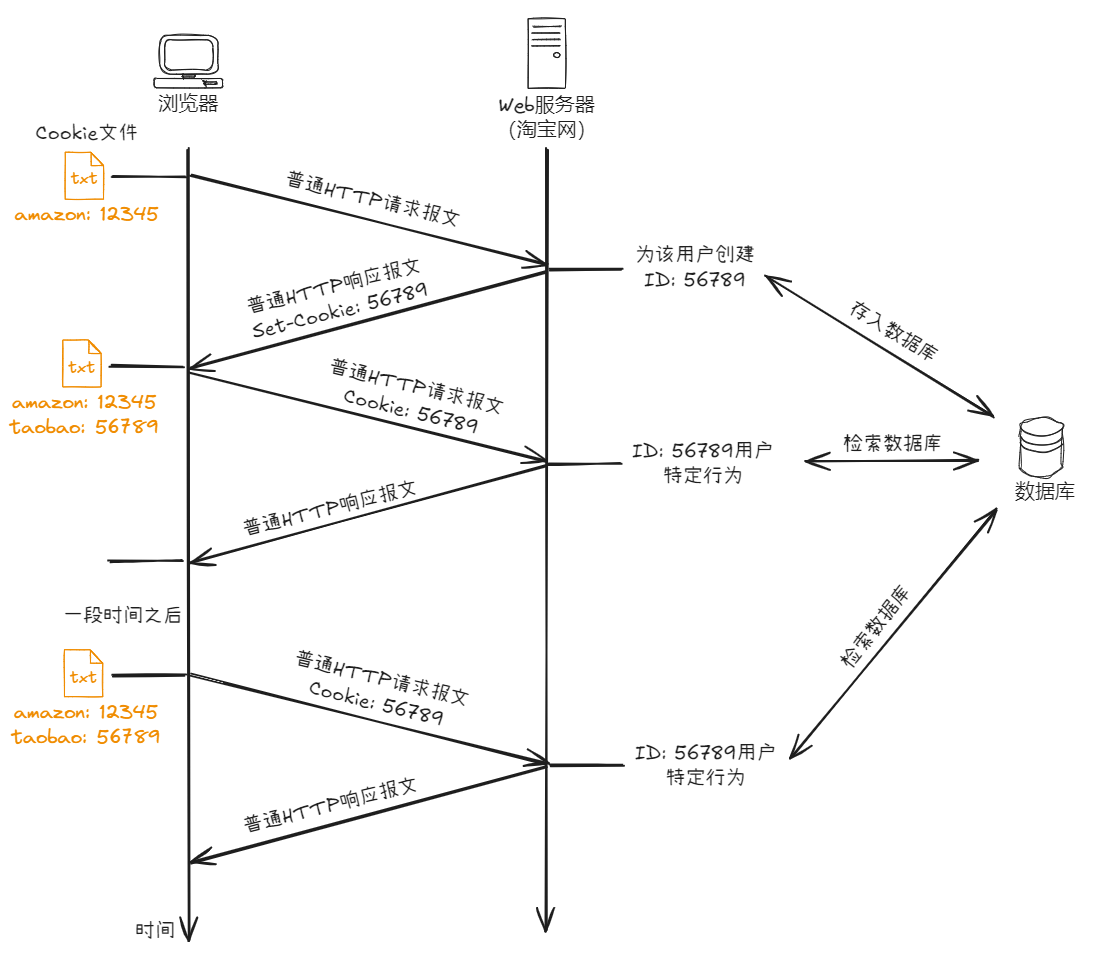 浏览器
Web服务器
(淘宝网)
Cookie文件
txt
amazon: 12345
普通HTTP请求报文
为该用户创建
ID: 56789
普通HTTP响应报文
Set-Cookie: 56789
存入数据库
txt
amazon: 12345
taobao: 56789
普通HTTP请求报文
Cookie: 56789
ID: 56789用户
特定行为
检索数据库
数据库
普通HTTP响应报文
一段时间之后
检索数据库
txt
amazon: 12345
taobao: 56789
普通HTTP请求报文
Cookie: 56789
ID: 56789用户
特定行为
普通HTTP响应报文
时间